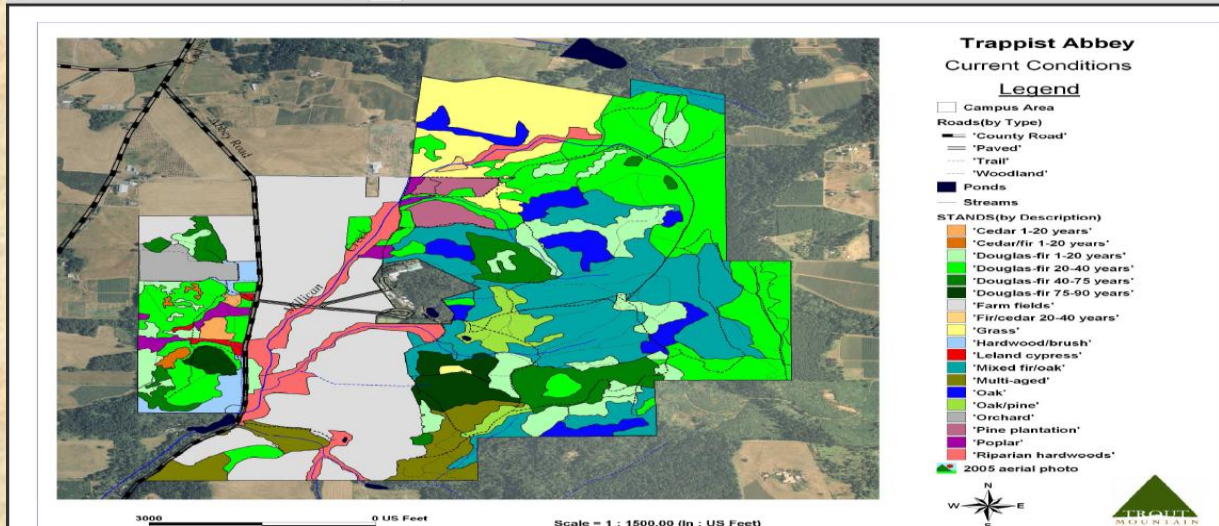 Trappist Abbey
Current Conditions
Legend
Campus Area
Roads(by Type)
'County Road'
'Paved'
'Trail'
'Woodland'
Ponds
Streams
STANDS(by Description)
'Cedar 1-20 years'
'Cedar/fir 1-20 years'
'Douglas-fir 1-20 years'
'Douglas-fir 20-40 years'
'Douglas-fir 40-75 years'
'Douglas-fir 75-90 years'
'Farm fields'
'Fir/cedar 20-40 years'
'Grass'
'Hardwood/brush'
'Leland cypress'
'Mixed fir/oak'
'Multi-aged'
'Oak'
'Oak/pine'
'Orchard'
'Pine plantation'
'Poplar'
'Riparian hardwoods'
2005 aerial photo
N
W E
S
TROUT
MOUNTAIN
Abbey Road
Creek
3000 0 US Feet
Scale = 1 : 1500.00 (In : US Feet)